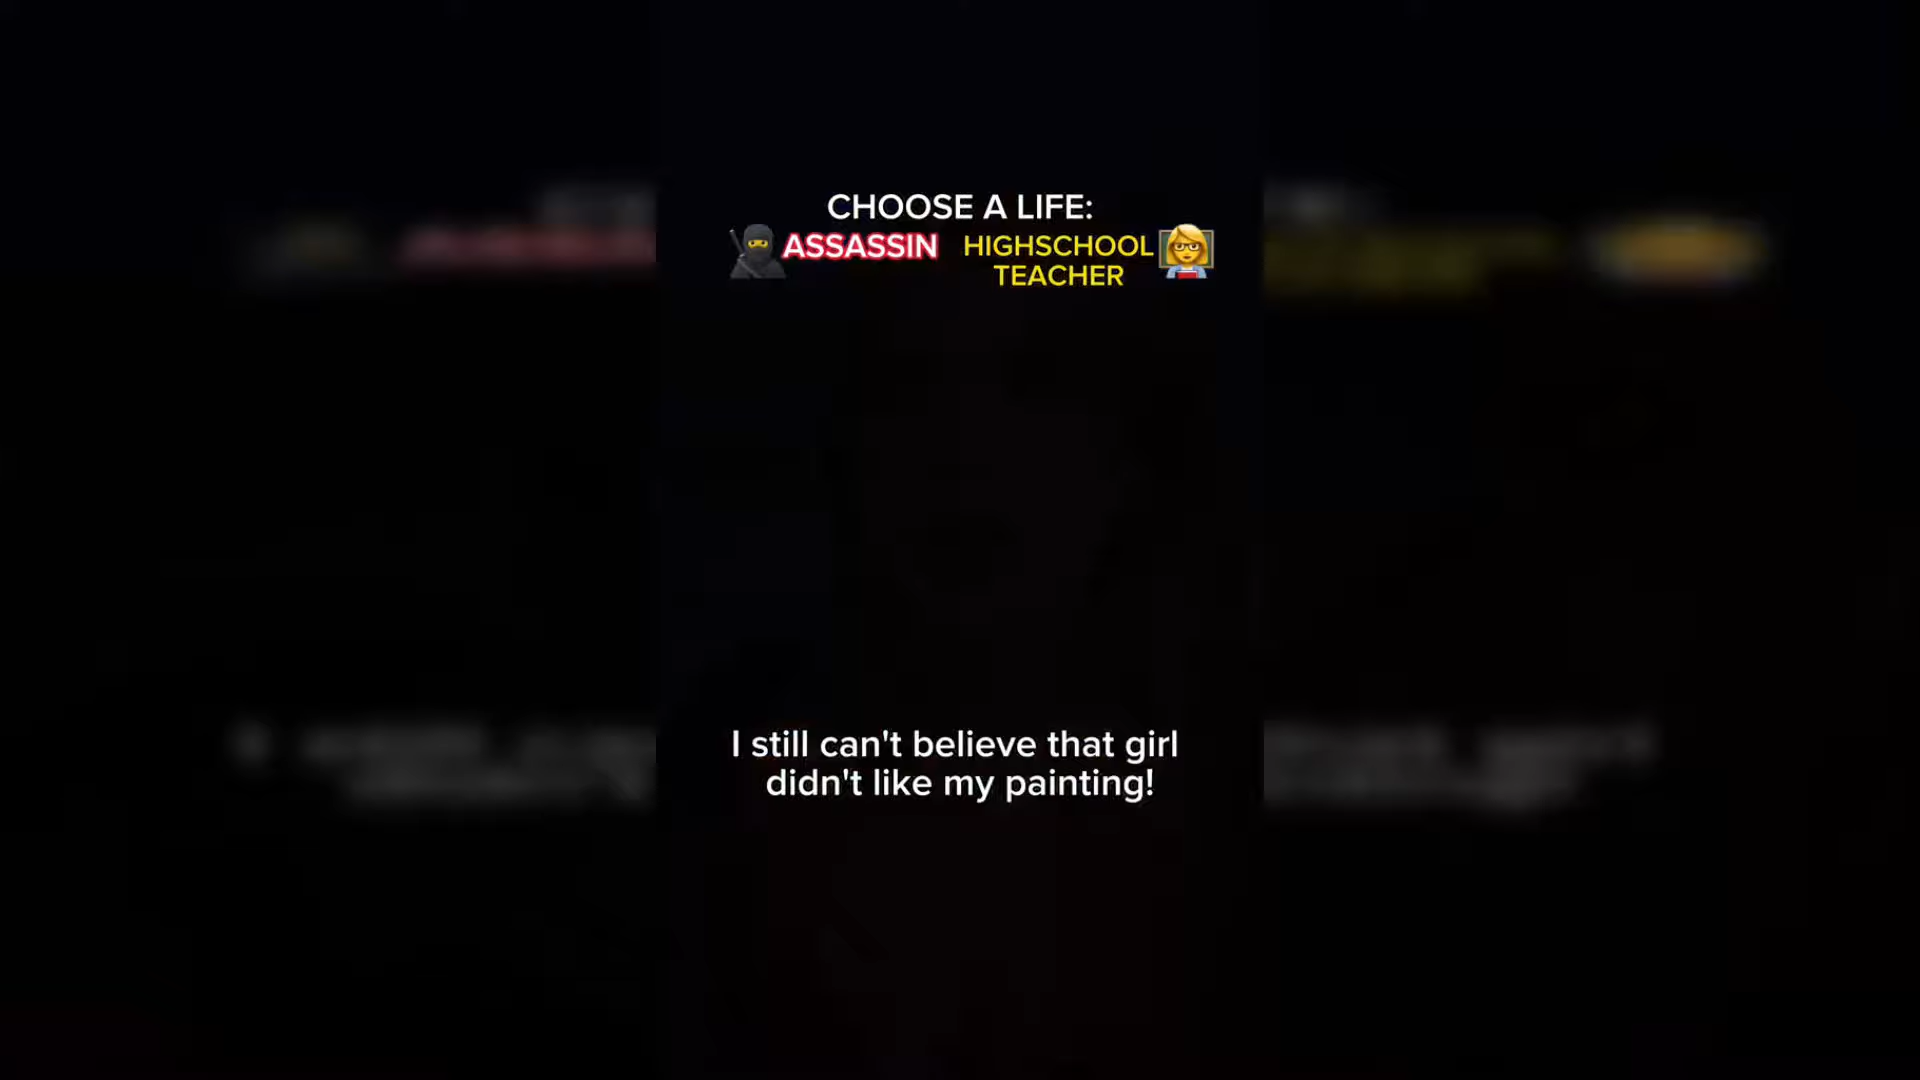 CHOOSE A LIFE:
ASSASSIN HIGHSCHOOL
TEACHER
I still can't believe that girl
didn't like my painting!